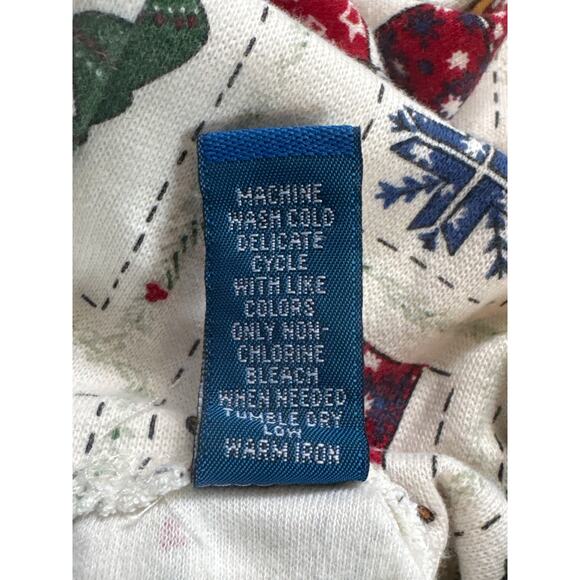 MACHINE
WASH COLD
DELICATE
CYCLE
WITH LIKE
COLORS
ONLY NON-
CHLORINE
BLEACH
WHEN NEEDED
TUMBLE DRY
LOW
WARM IRON